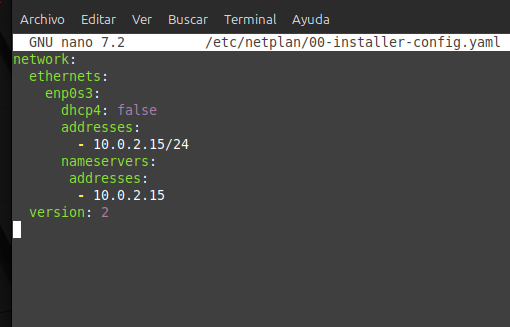 Archivo Editar Ver Buscar Terminal Ayuda
GNU nano 7.2 /etc/netplan/00-installer-config.yaml
network:
  ethernets:
    enp0s3:
      dhcp4: false
      addresses:
        - 10.0.2.15/24
      nameservers:
       addresses:
        - 10.0.2.15
  version: 2